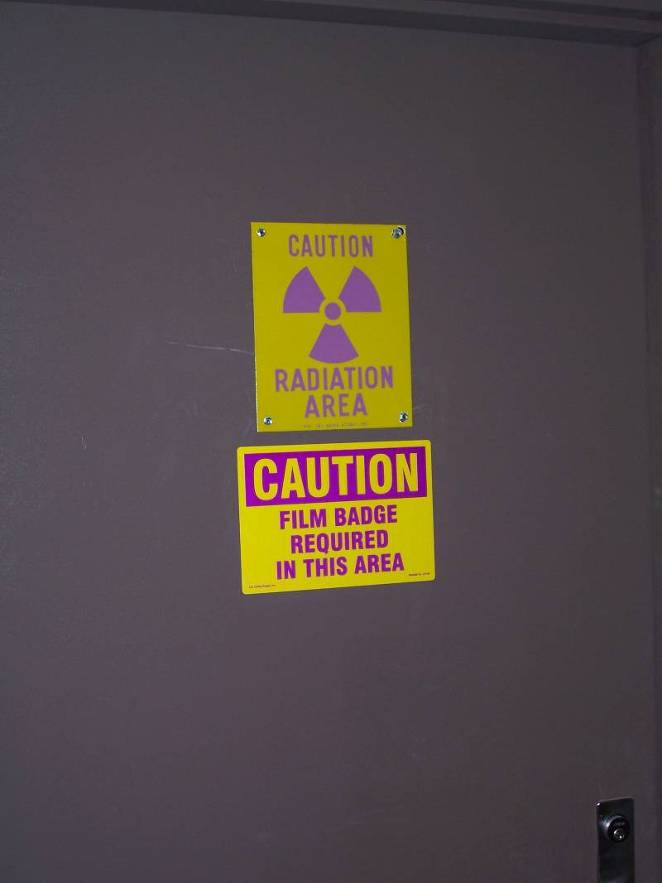 CAUTION
RADIATION
AREA
CAUTION
FILM BADGE
REQUIRED
IN THIS AREA